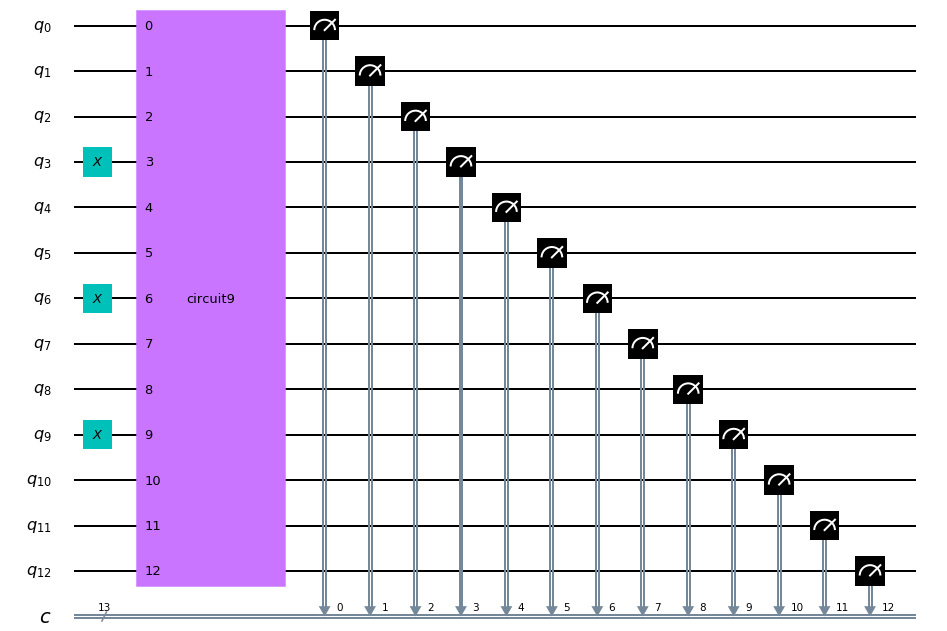 q0 0
q1 1
q2 2
q3 X 3
q4 4
q5 5
q6 X 6 circuit9
q7 7
q8 8
q9 X 9
q10 10
q11 11
q12 12
13 0 1 2 3 4 5 6 7 8 9 10 11 12
c